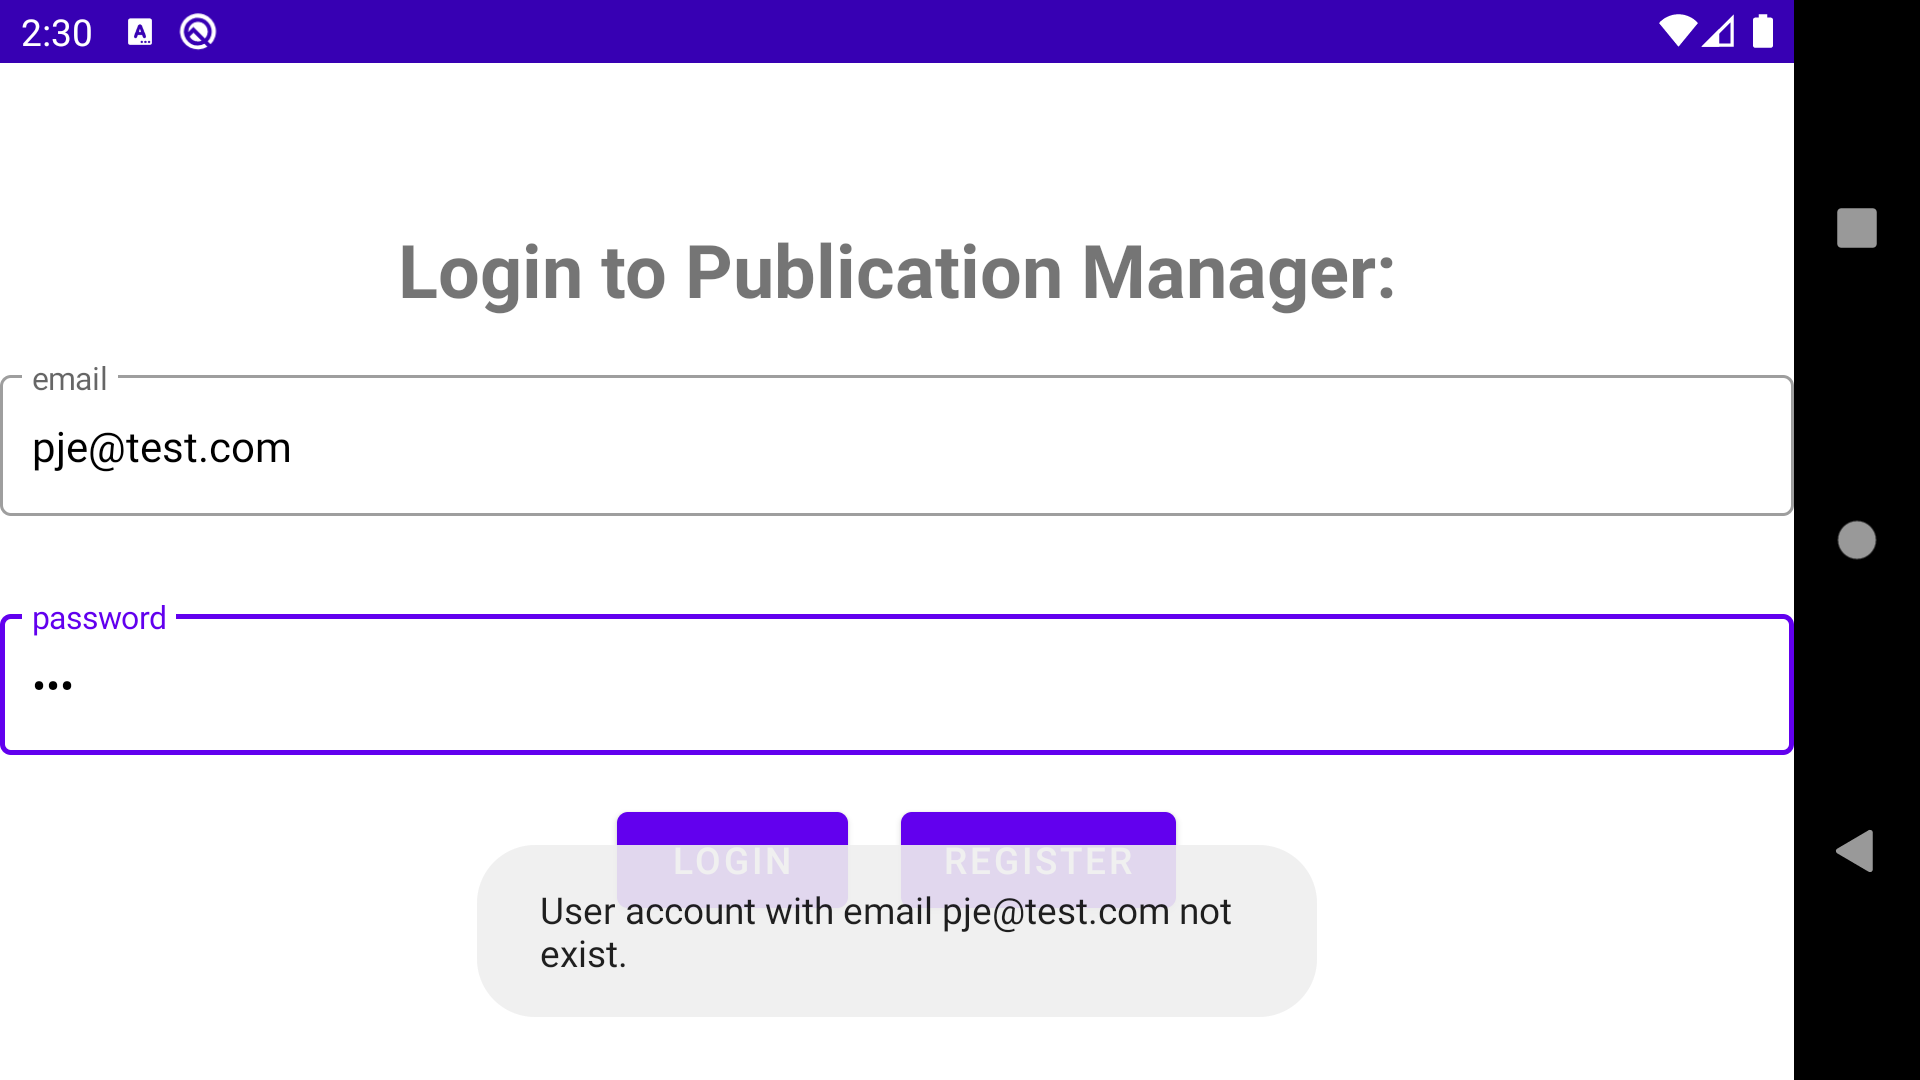 2:30
Login to Publication Manager:
email
pje@test.com
password
•••
LOGIN
REGISTER
User account with email pje@test.com not
exist.